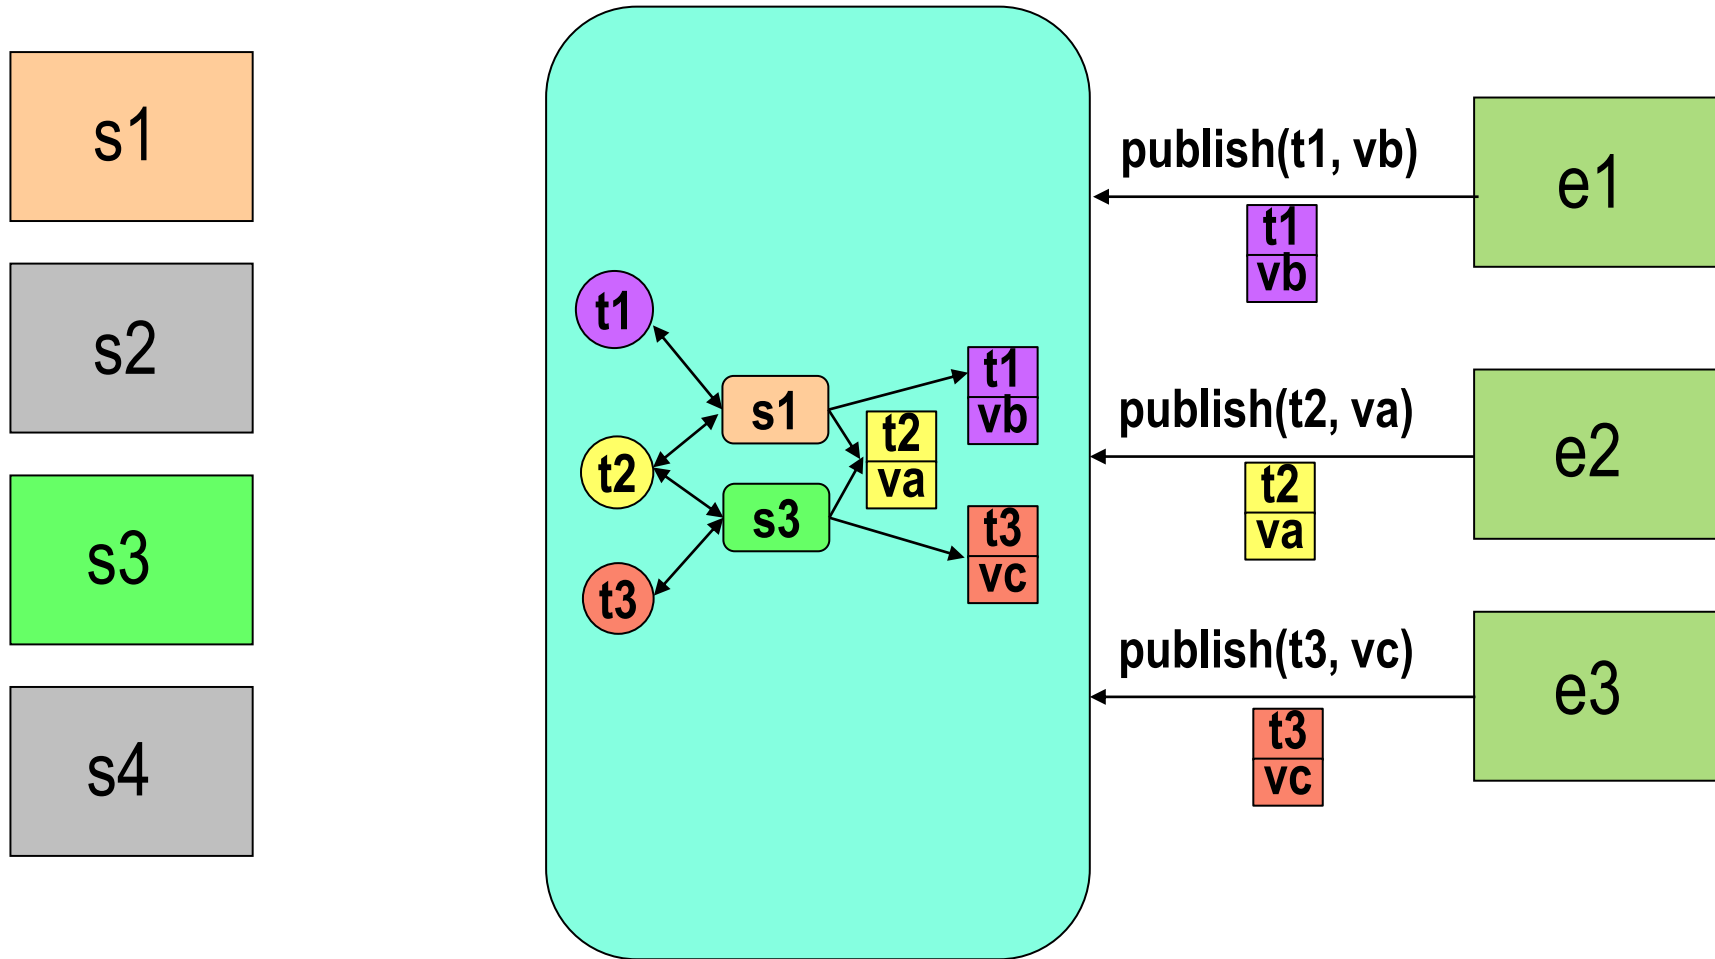 s1
s2
s3
s4
t1
t2
t3
s1
s3
t1
vb
t2
va
t3
vc
publish(t1, vb)
t1
vb
publish(t2, va)
t2
va
publish(t3, vc)
t3
vc
e1
e2
e3